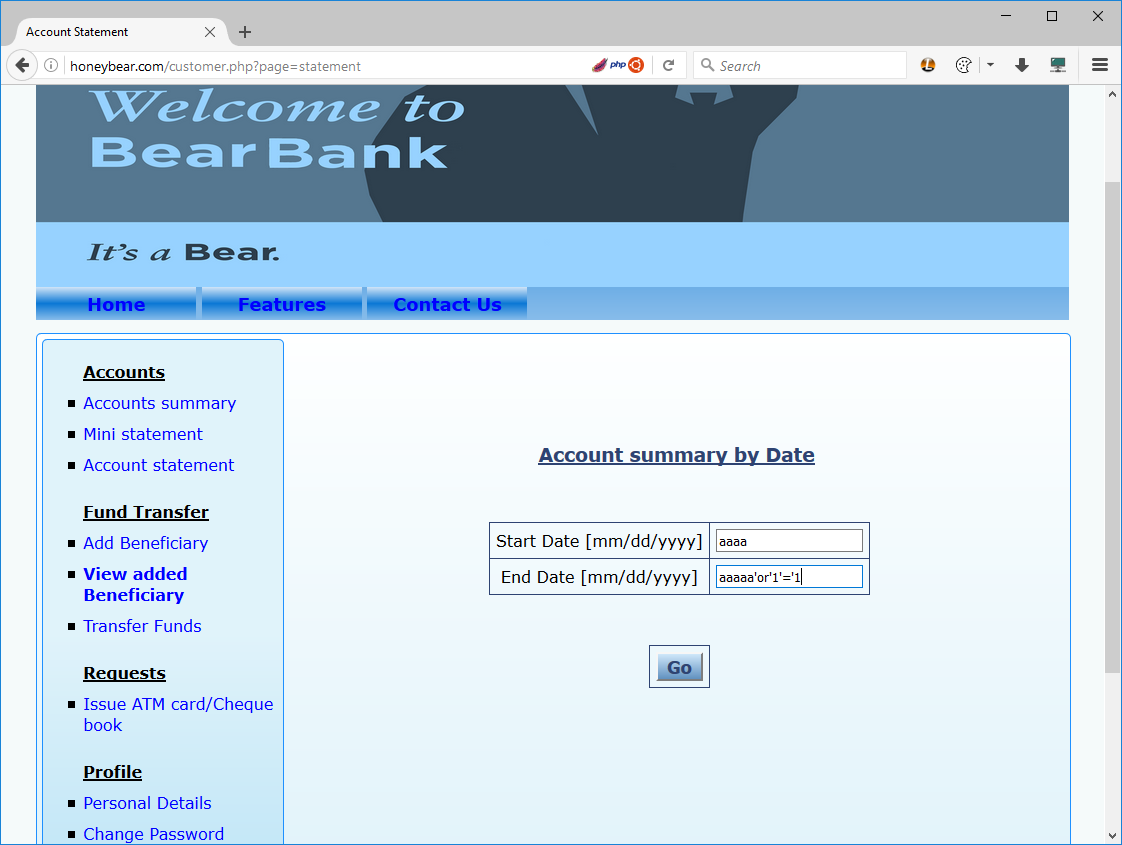 Account Statement
honeybear.com/customer.php?page=statement
php
Search
Welcome to
BearBank
It's a Bear.
Home Features Contact Us
Accounts
Accounts summary
Mini statement
Account statement
Fund Transfer
Add Beneficiary
View added
Beneficiary
Transfer Funds
Requests
Issue ATM card/Cheque
book
Profile
Personal Details
Change Password
Account summary by Date
Start Date [mm/dd/yyyy] aaaa
End Date [mm/dd/yyyy] aaaaa'or'1'='1
Go